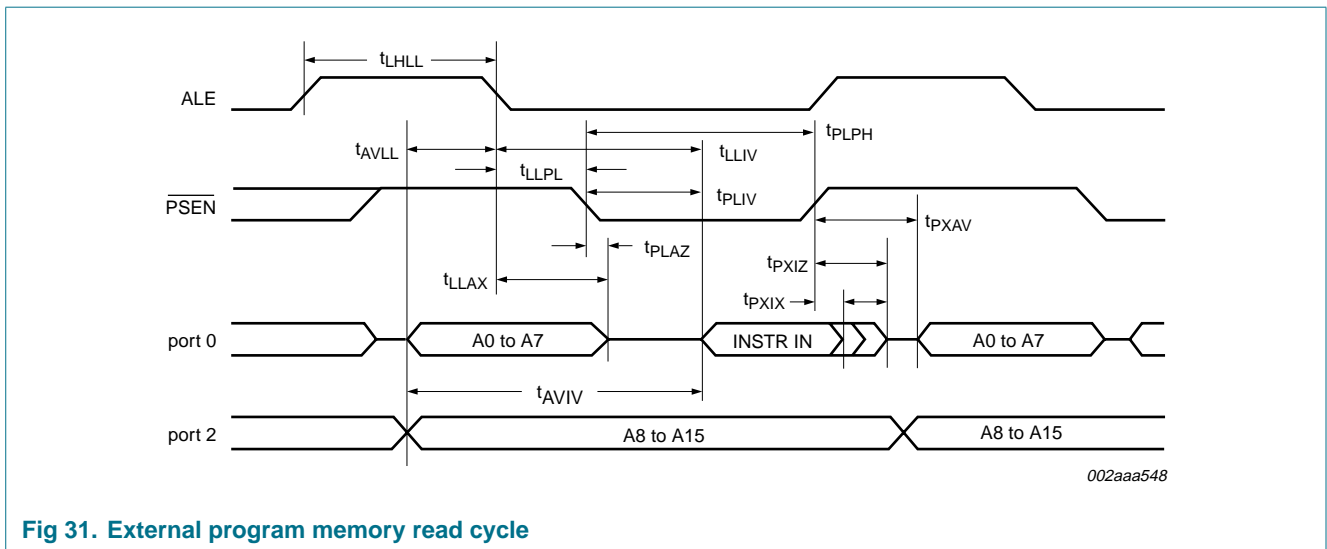 tLHLL
ALE
tPLPH
tAVLL
tLLIV
tLLPL
PSEN
tPLIV
tPXAV
tPLAZ
tPXIZ
tLLAX
tPXIX
port 0
A0 to A7
INSTR IN
A0 to A7
tAVIV
port 2
A8 to A15
A8 to A15
002aaa548
Fig 31. External program memory read cycle